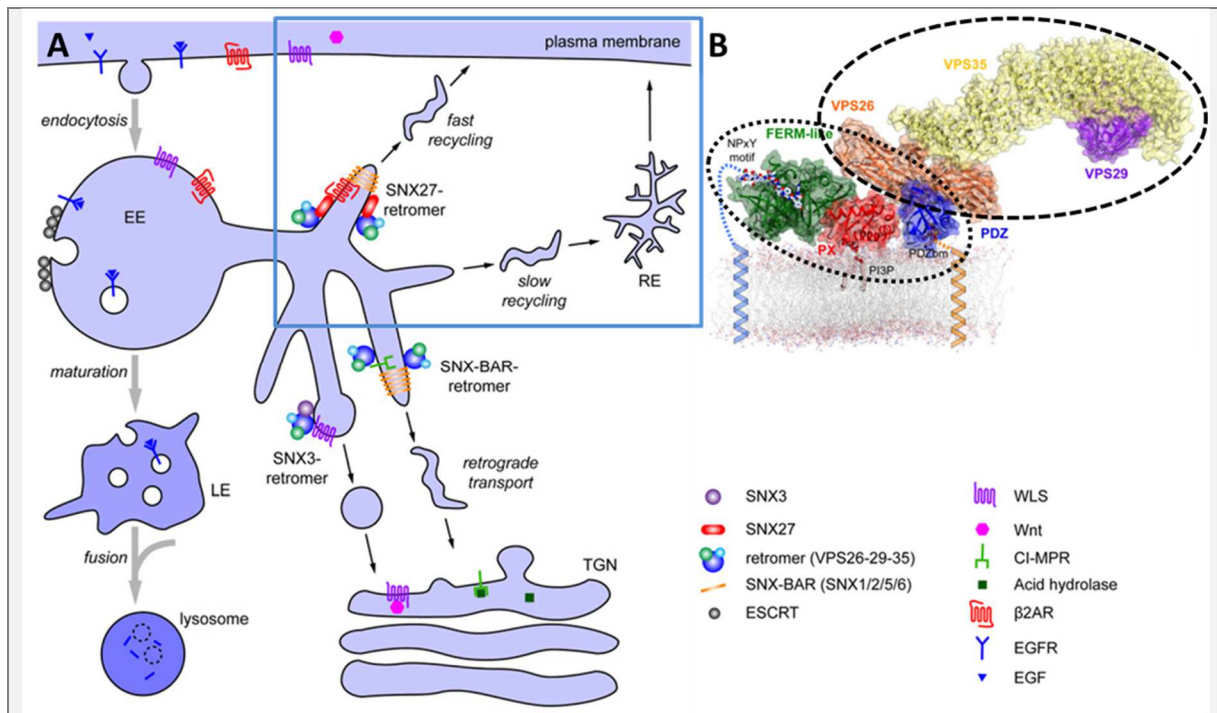 A
plasma membrane
endocytosis
fast
recycling
SNX27-
retromer
EE
slow
recycling
RE
maturation
SNX-BAR-
retromer
SNX3-
retromer
retrograde
transport
LE
fusion
TGN
lysosome
B
VPS35
VPS26
FERM-like
NPxY
motif
VPS29
PX
PDZ
PDZbm
PI3P
SNX3
SNX27
retromer (VPS26-29-35)
SNX-BAR (SNX1/2/5/6)
ESCRT
WLS
Wnt
CI-MPR
Acid hydrolase
β2AR
EGFR
EGF